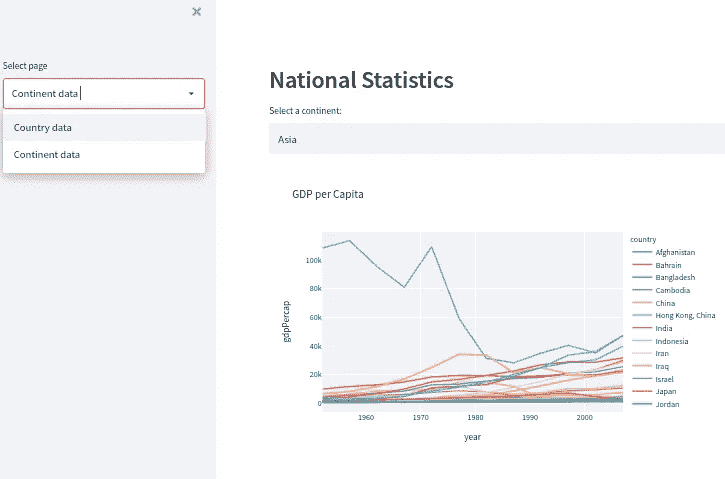 ×
Select page
Continent data
Country data
Continent data
National Statistics
Select a continent:
Asia
GDP per Capita
gdpPercap
100k
80k
60k
40k
20k
0
1960
1970
1980
1990
2000
year
country
Afghanistan
Bahrain
Bangladesh
Cambodia
China
Hong Kong, China
India
Indonesia
Iran
Iraq
Israel
Japan
Jordan